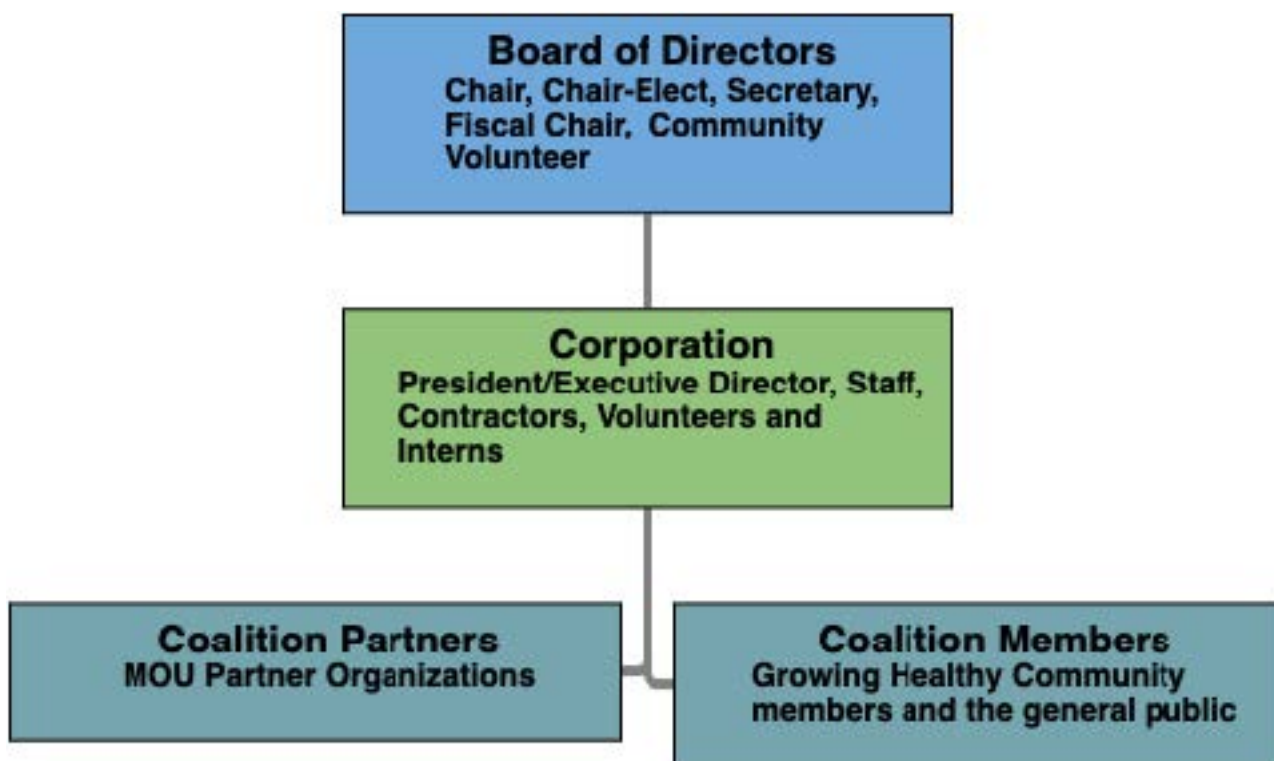 Board of Directors
Chair, Chair-Elect, Secretary,
Fiscal Chair, Community
Volunteer
Corporation
President/Executive Director, Staff,
Contractors, Volunteers and
Interns
Coalition Partners
MOU Partner Organizations
Coalition Members
Growing Healthy Community
members and the general public